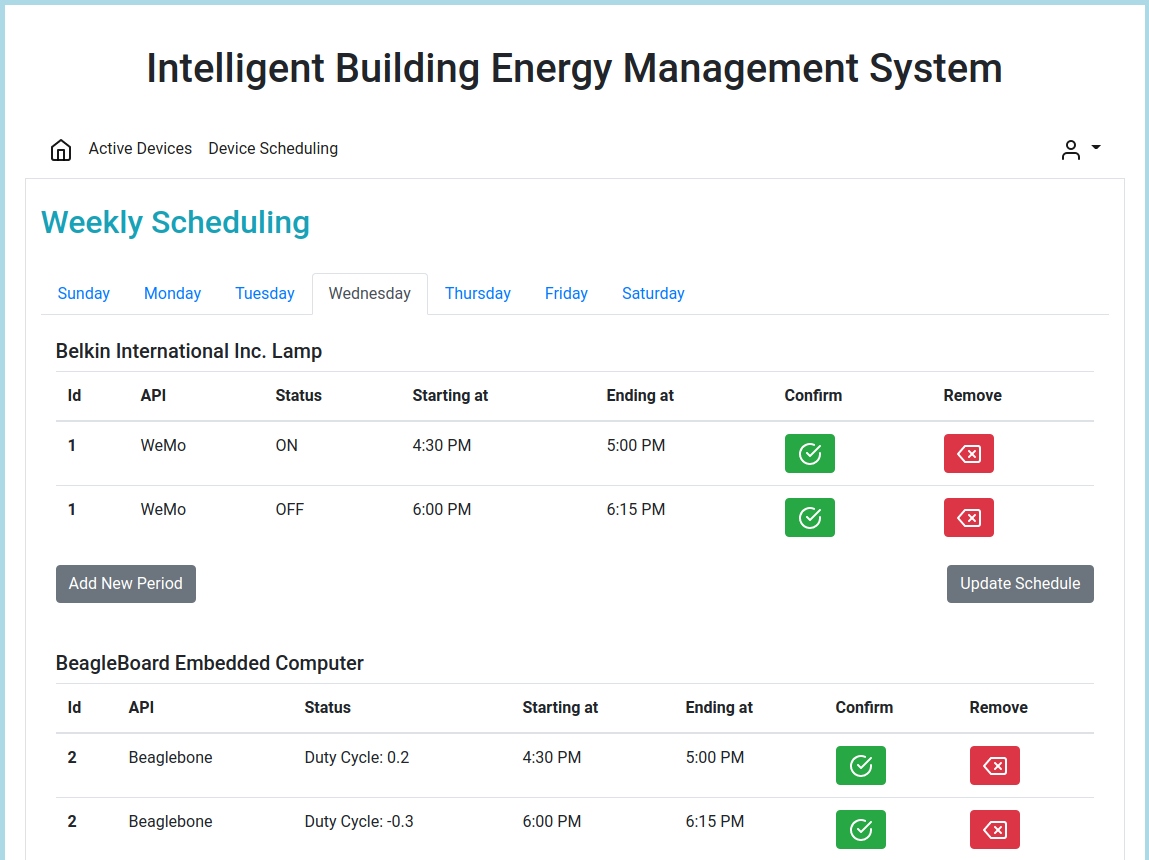 Intelligent Building Energy Management System
Active Devices Device Scheduling
Weekly Scheduling
Sunday Monday Tuesday Wednesday Thursday Friday Saturday
Belkin International Inc. Lamp
Id API Status Starting at Ending at Confirm Remove
1 WeMo ON 4:30 PM 5:00 PM
1 WeMo OFF 6:00 PM 6:15 PM
Add New Period Update Schedule
BeagleBoard Embedded Computer
Id API Status Starting at Ending at Confirm Remove
2 Beaglebone Duty Cycle: 0.2 4:30 PM 5:00 PM
2 Beaglebone Duty Cycle: -0.3 6:00 PM 6:15 PM